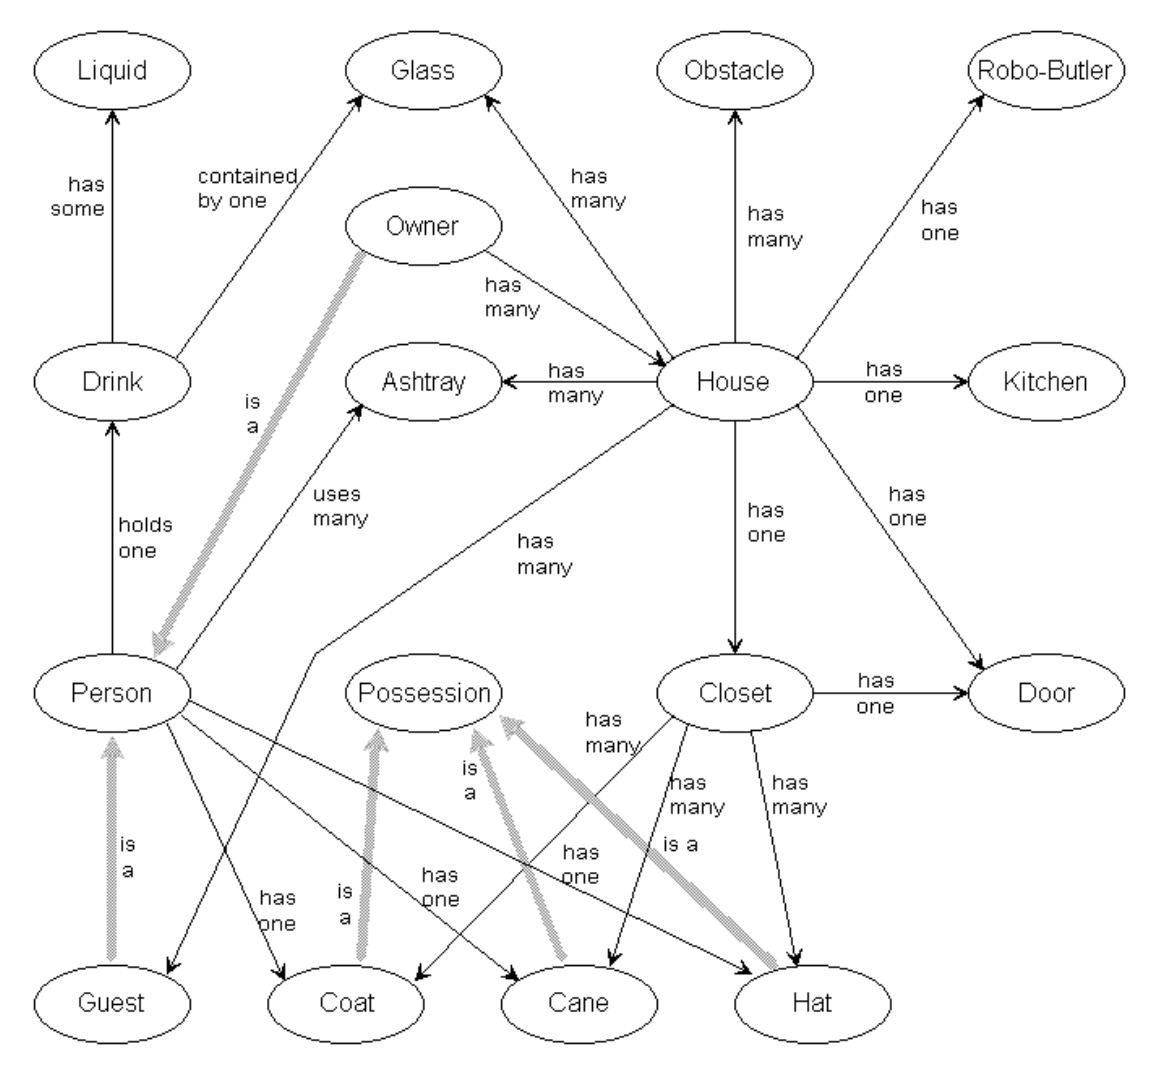 Liquid
Glass
Obstacle
Robo-Butler
has
some
contained
by one
has
many
has
many
has
one
Owner
has
many
Drink
Ashtray
has
many
House
has
one
Kitchen
is
a
uses
many
holds
one
has
many
has
one
has
one
Person
Possession
Closet
has
one
Door
has
many
is
a
has
many
has
many
is
a
is a
has
one
has
one
has
one
is
a
Guest
Coat
Cane
Hat